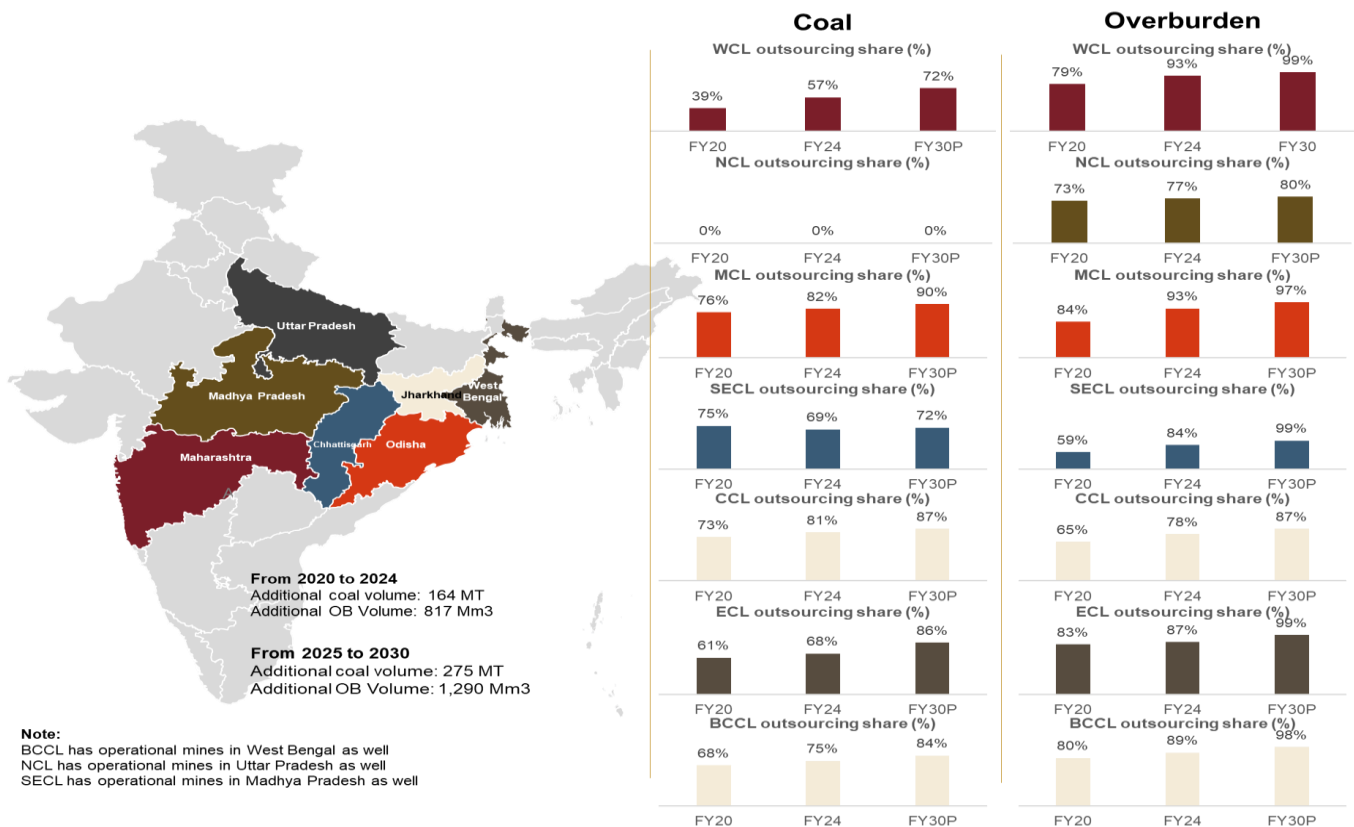 Coal
WCL outsourcing share (%)
39%
57%
72%
FY20
FY24
FY30P
NCL outsourcing share (%)
0%
0%
0%
FY20
FY24
FY30P
MCL outsourcing share (%)
76%
82%
90%
FY20
FY24
FY30P
SECL outsourcing share (%)
75%
69%
72%
FY20
FY24
FY30P
CCL outsourcing share (%)
73%
81%
87%
FY20
FY24
FY30P
ECL outsourcing share (%)
61%
68%
86%
FY20
FY24
FY30P
BCCL outsourcing share (%)
68%
75%
84%
FY20
FY24
FY30P
Overburden
WCL outsourcing share (%)
79%
93%
99%
FY20
FY24
FY30
NCL outsourcing share (%)
73%
77%
80%
FY20
FY24
FY30P
MCL outsourcing share (%)
84%
93%
97%
FY20
FY24
FY30P
SECL outsourcing share (%)
59%
84%
99%
FY20
FY24
FY30P
CCL outsourcing share (%)
65%
78%
87%
FY20
FY24
FY30P
ECL outsourcing share (%)
83%
87%
99%
FY20
FY24
FY30P
BCCL outsourcing share (%)
80%
89%
98%
FY20
FY24
FY30P
Uttar Pradesh
Madhya Pradesh
Jharkhand
West
Bengal
Maharashtra
Chhattisgarh
Odisha
From 2020 to 2024
Additional coal volume: 164 MT
Additional OB Volume: 817 Mm3
From 2025 to 2030
Additional coal volume: 275 MT
Additional OB Volume: 1,290 Mm3
Note:
BCCL has operational mines in West Bengal as well
NCL has operational mines in Uttar Pradesh as well
SECL has operational mines in Madhya Pradesh as well